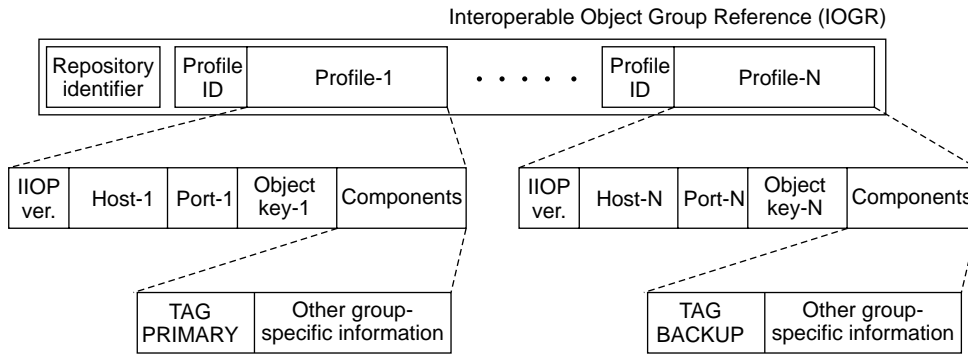 Interoperable Object Group Reference (IOGR)
Repository identifier
Profile ID
Profile-1
Profile ID
Profile-N
IIOP ver.
Host-1
Port-1
Object key-1
Components
IIOP ver.
Host-N
Port-N
Object key-N
Components
TAG PRIMARY
Other group-specific information
TAG BACKUP
Other group-specific information